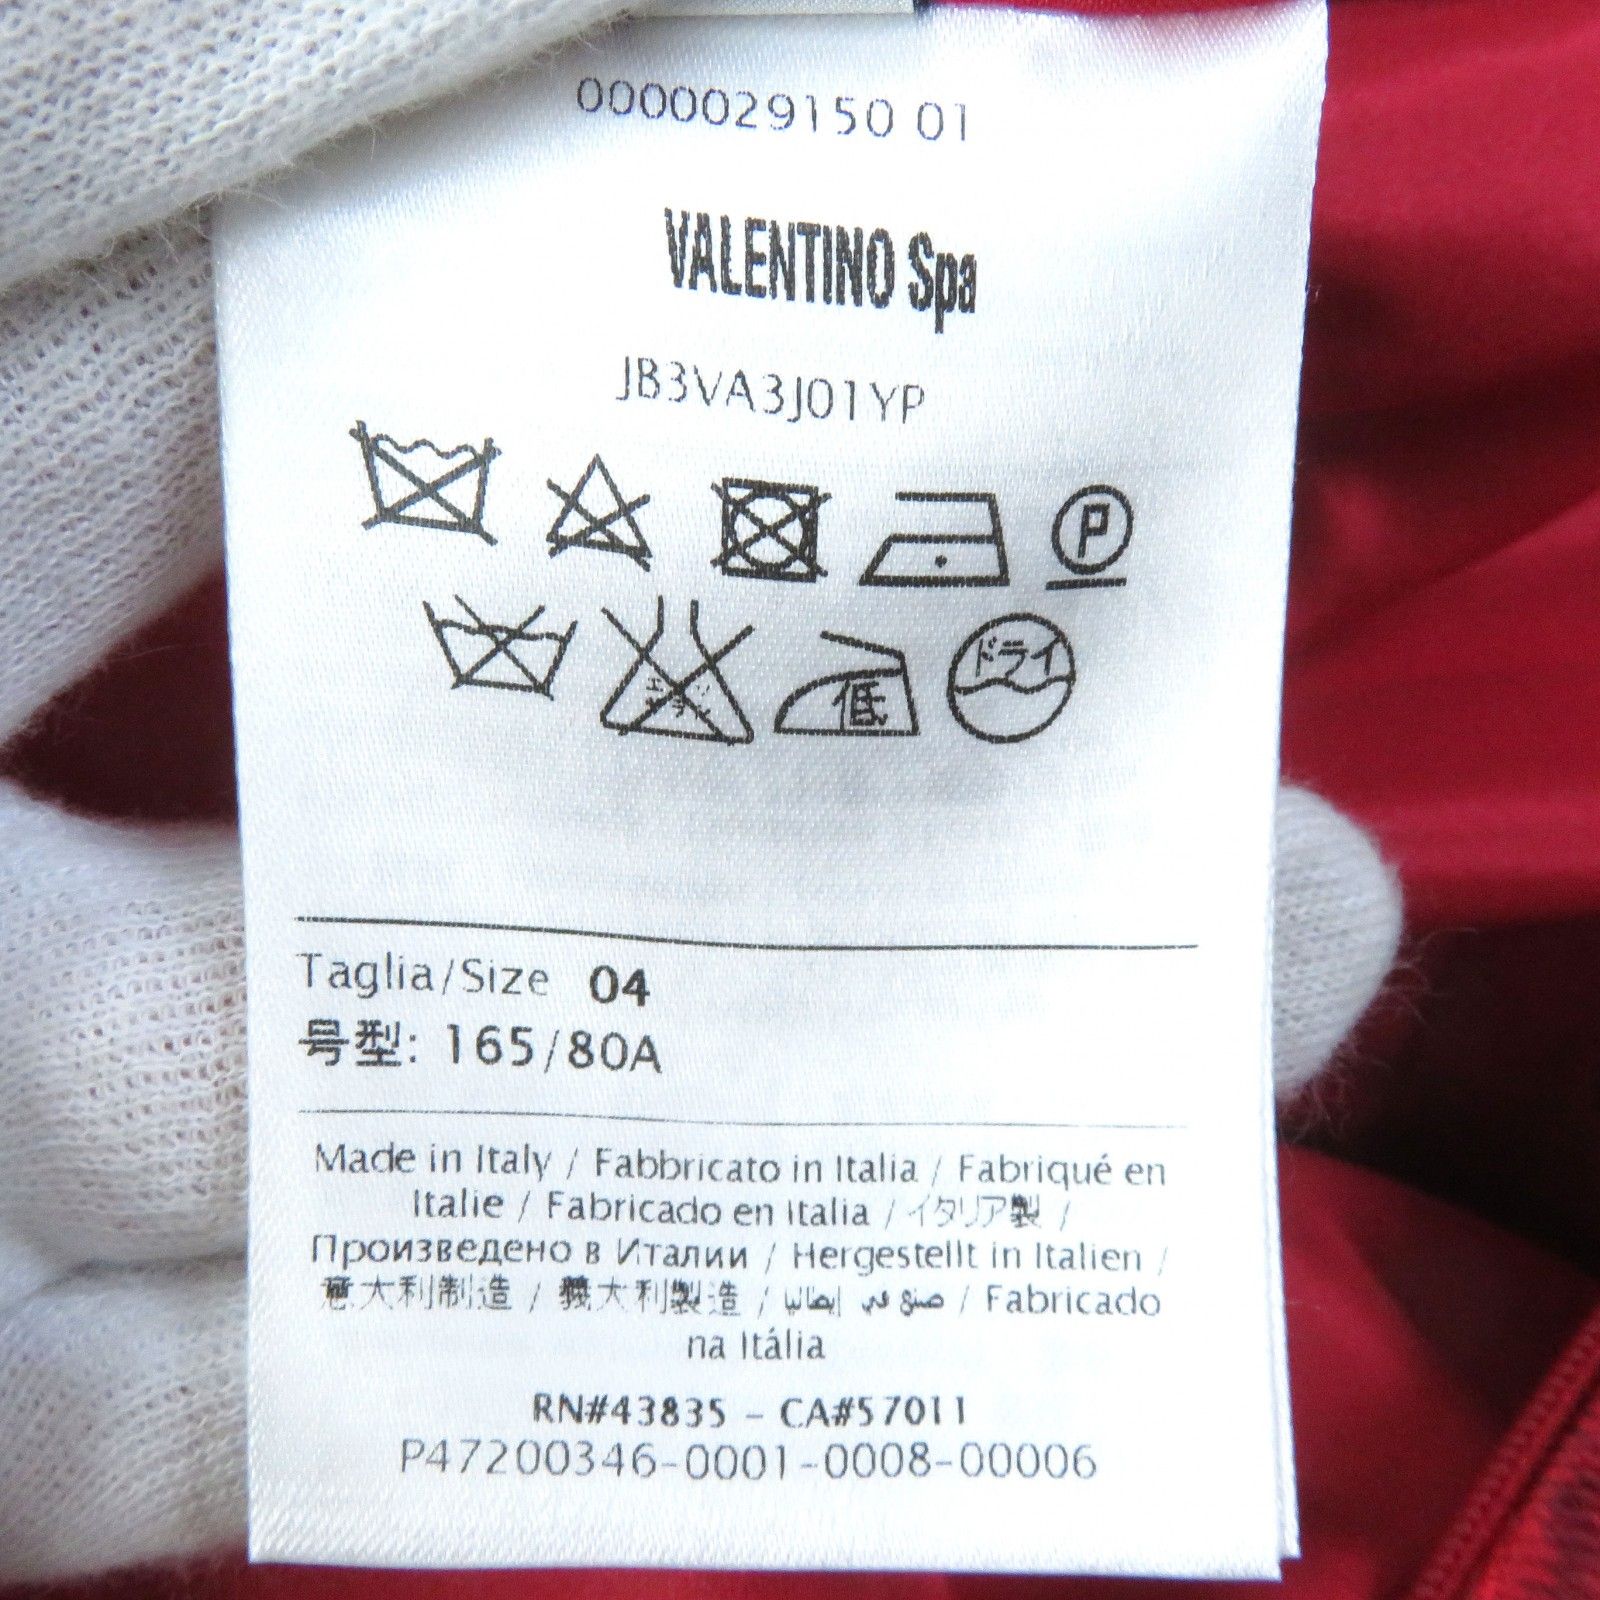 0000029150 01
VALENTINO Spa
JB3VA3J01YP
P
ドライ
低
Taglia/Size 04
号型: 165/80A
Made in Italy / Fabbricato in Italia / Fabriqué en
Italie / Fabricado en Italia / イタリア製 /
Произведено в Италии / Hergestellt in Italien /
意大利制造 / 義大利製造 / صنع في إيطاليا / Fabricado
na Itália
RN#43835 - CA#57011
P47200346-0001-0008-00006